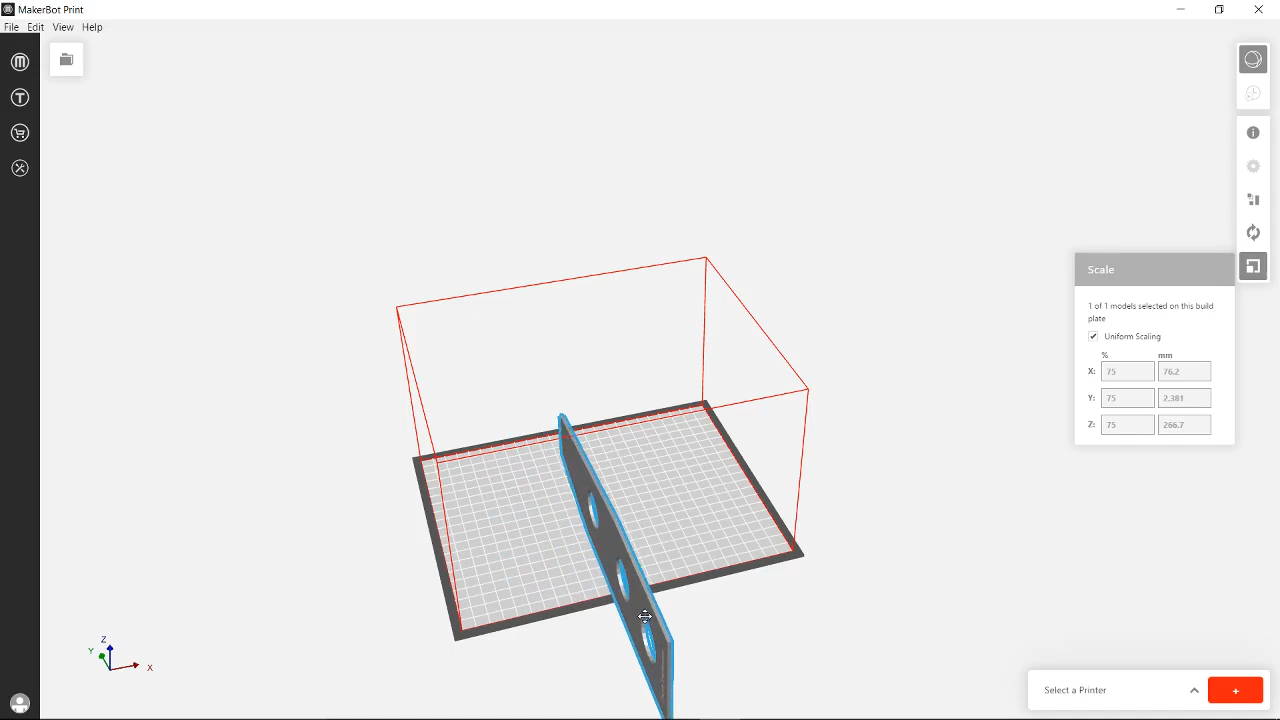 MakerBot Print
File Edit View Help
Scale
1 of 1 models selected on this build
plate
Uniform Scaling
% mm
X: 75 76.2
Y: 75 2.381
Z: 75 266.7
Z
Y
X
Select a Printer
+